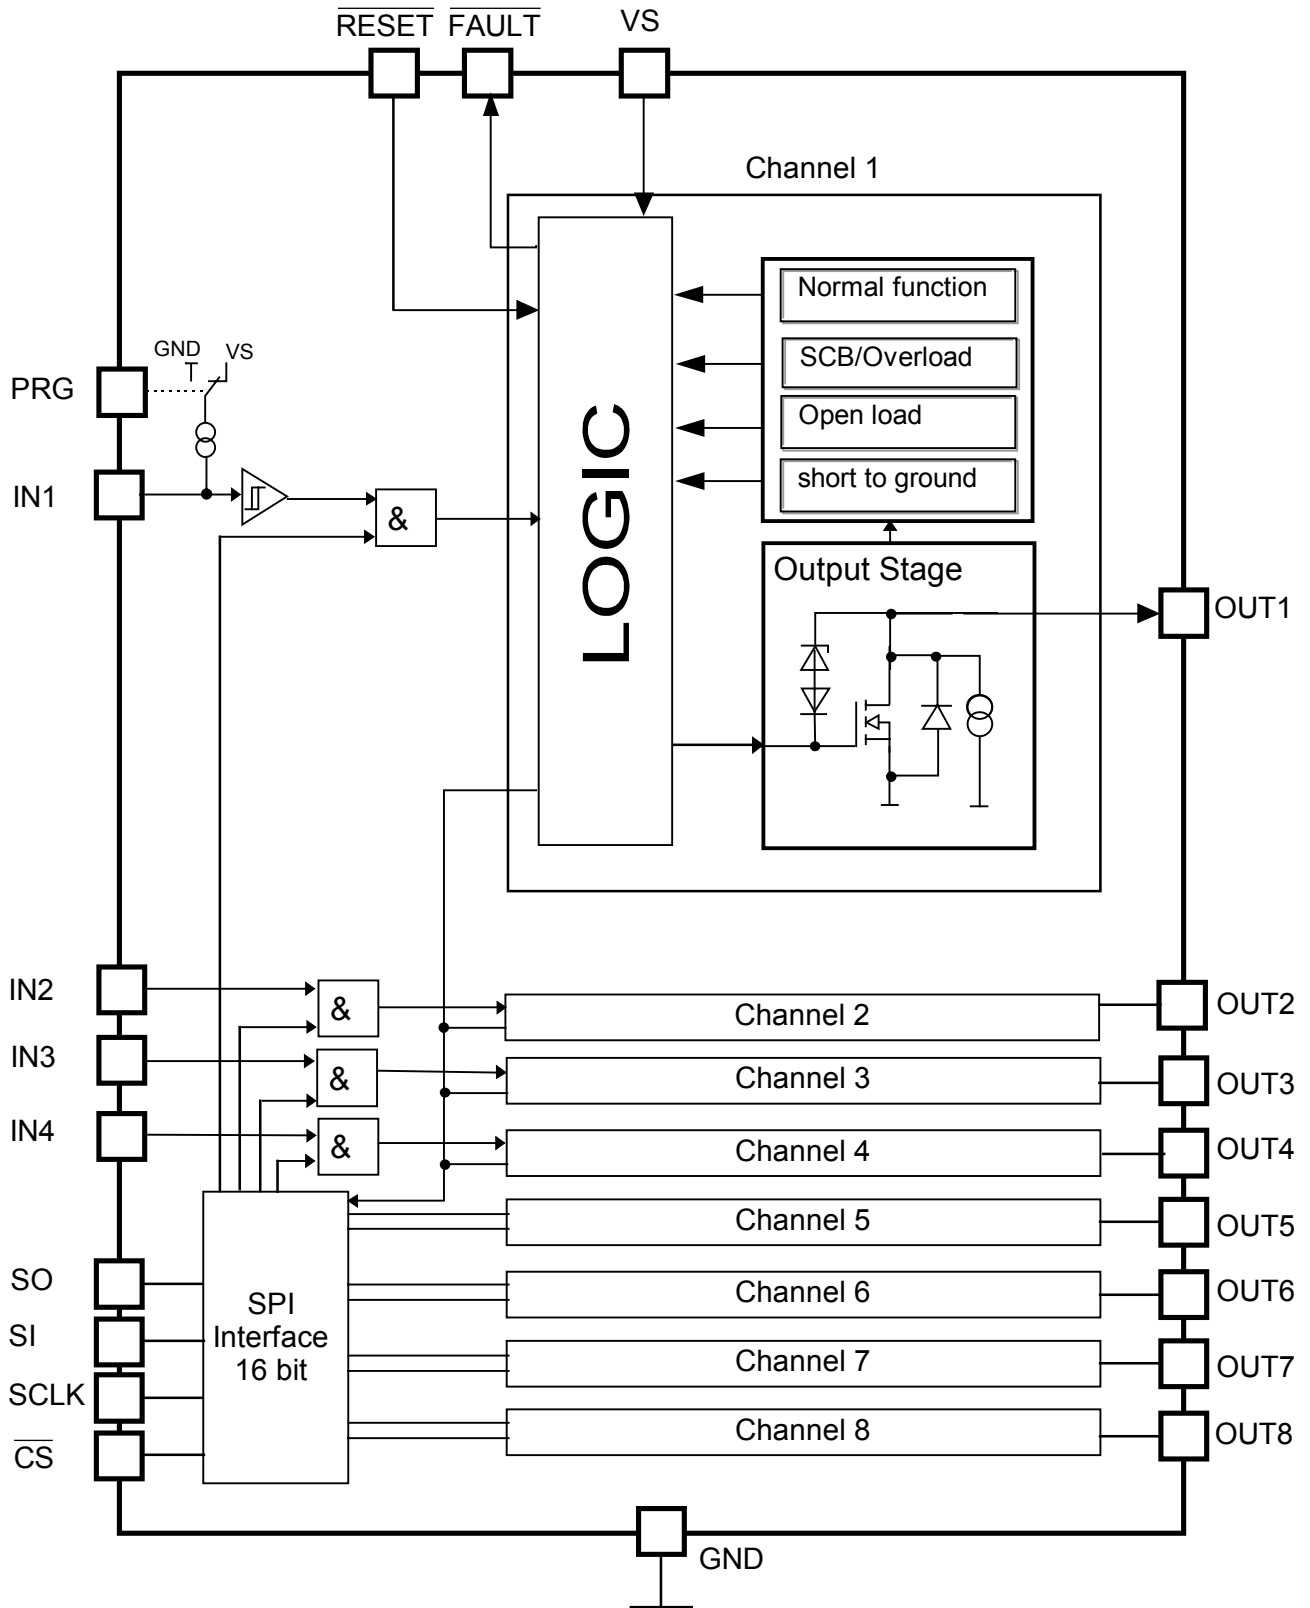 RESET FAULT VS
Channel 1
Normal function
SCB/Overload
Open load
short to ground
GND VS
PRG
IN1
&
LOGIC
Output Stage
OUT1
IN2
&
Channel 2
OUT2
IN3
&
Channel 3
OUT3
IN4
&
Channel 4
OUT4
Channel 5
OUT5
SO
Channel 6
OUT6
SI
SPI
Interface
16 bit
Channel 7
OUT7
SCLK
Channel 8
OUT8
CS
GND